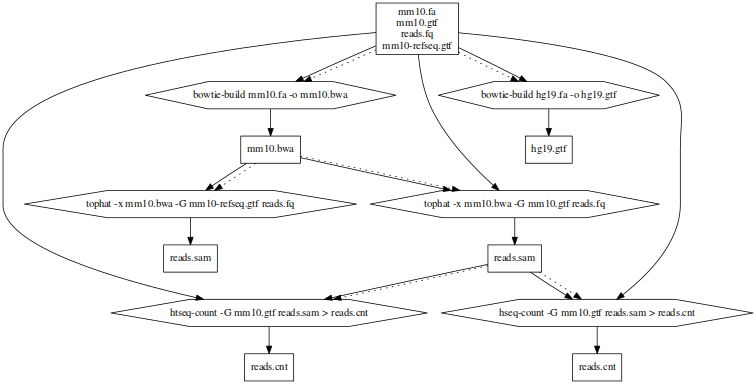 mm10.fa
mm10.gtf
reads.fq
mm10-refseq.gtf
bowtie-build mm10.fa -o mm10.bwa
bowtie-build hg19.fa -o hg19.gtf
mm10.bwa
hg19.gtf
tophat -x mm10.bwa -G mm10-refseq.gtf reads.fq
tophat -x mm10.bwa -G mm10.gtf reads.fq
reads.sam
reads.sam
htseq-count -G mm10.gtf reads.sam > reads.cnt
hseq-count -G mm10.gtf reads.sam > reads.cnt
reads.cnt
reads.cnt